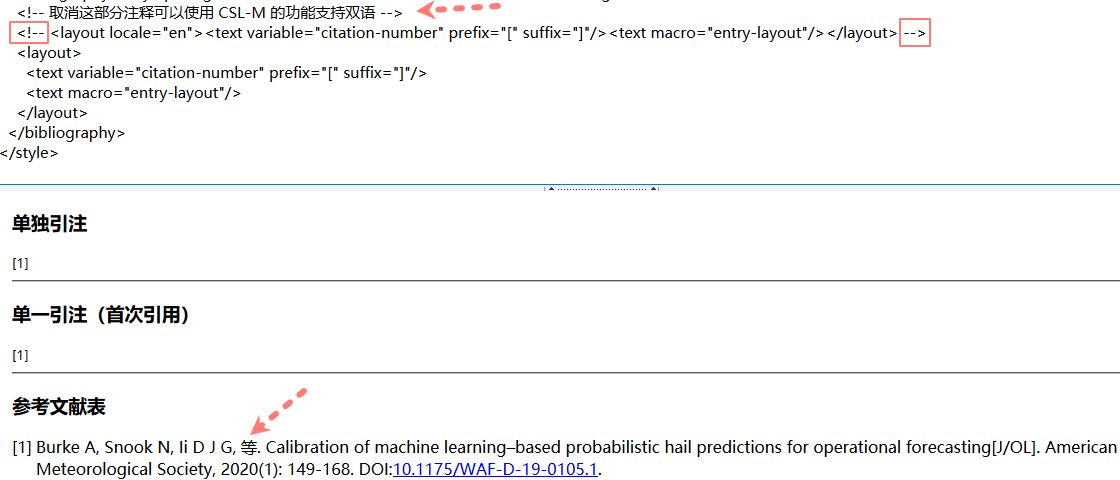 <!-- 取消这部分注释可以使用 CSL-M 的功能支持双语 -->
<!-- <layout locale="en"><text variable="citation-number" prefix="[" suffix="]"/><text macro="entry-layout"/></layout> -->
<layout>
<text variable="citation-number" prefix="[" suffix="]"/>
<text macro="entry-layout"/>
</layout>
</bibliography>
</style>
单独引注
[1]
单一引注（首次引用）
[1]
参考文献表
[1] Burke A, Snook N, Ii D J G, 等. Calibration of machine learning–based probabilistic hail predictions for operational forecasting[J/OL]. American
Meteorological Society, 2020(1): 149-168. DOI:10.1175/WAF-D-19-0105.1.